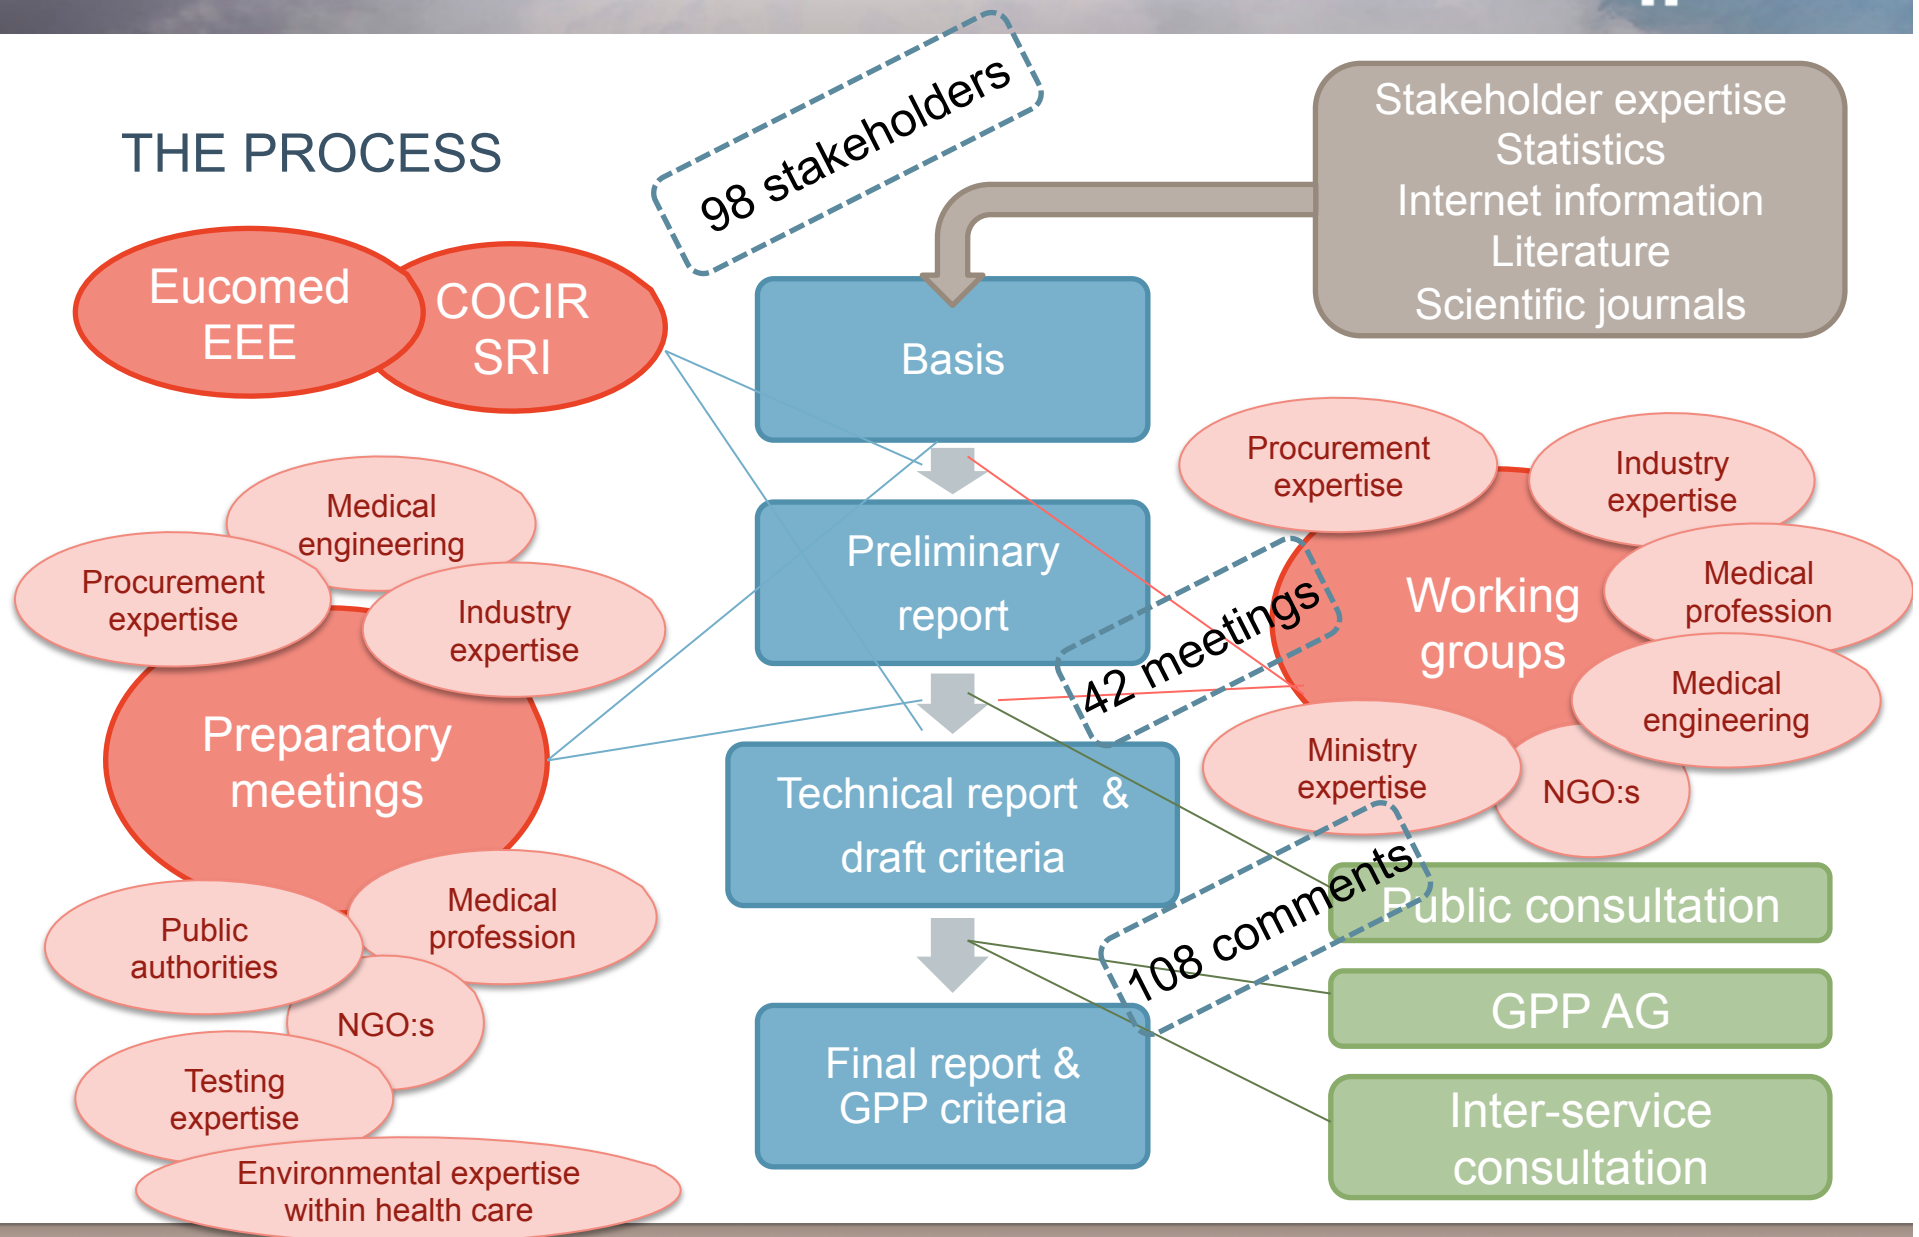 THE PROCESS
98 stakeholders
Stakeholder expertise
Statistics
Internet information
Literature
Scientific journals
Eucomed
EEE
COCIR
SRI
Basis
Preliminary
report
Technical report &
draft criteria
Final report &
GPP criteria
Medical
engineering
Procurement
expertise
Industry
expertise
Preparatory
meetings
Medical
profession
Public
authorities
NGO:s
Testing
expertise
Environmental expertise
within health care
42 meetings
Procurement
expertise
Industry
expertise
Medical
profession
Working
groups
Medical
engineering
Ministry
expertise
NGO:s
108 comments
Public consultation
GPP AG
Inter-service
consultation